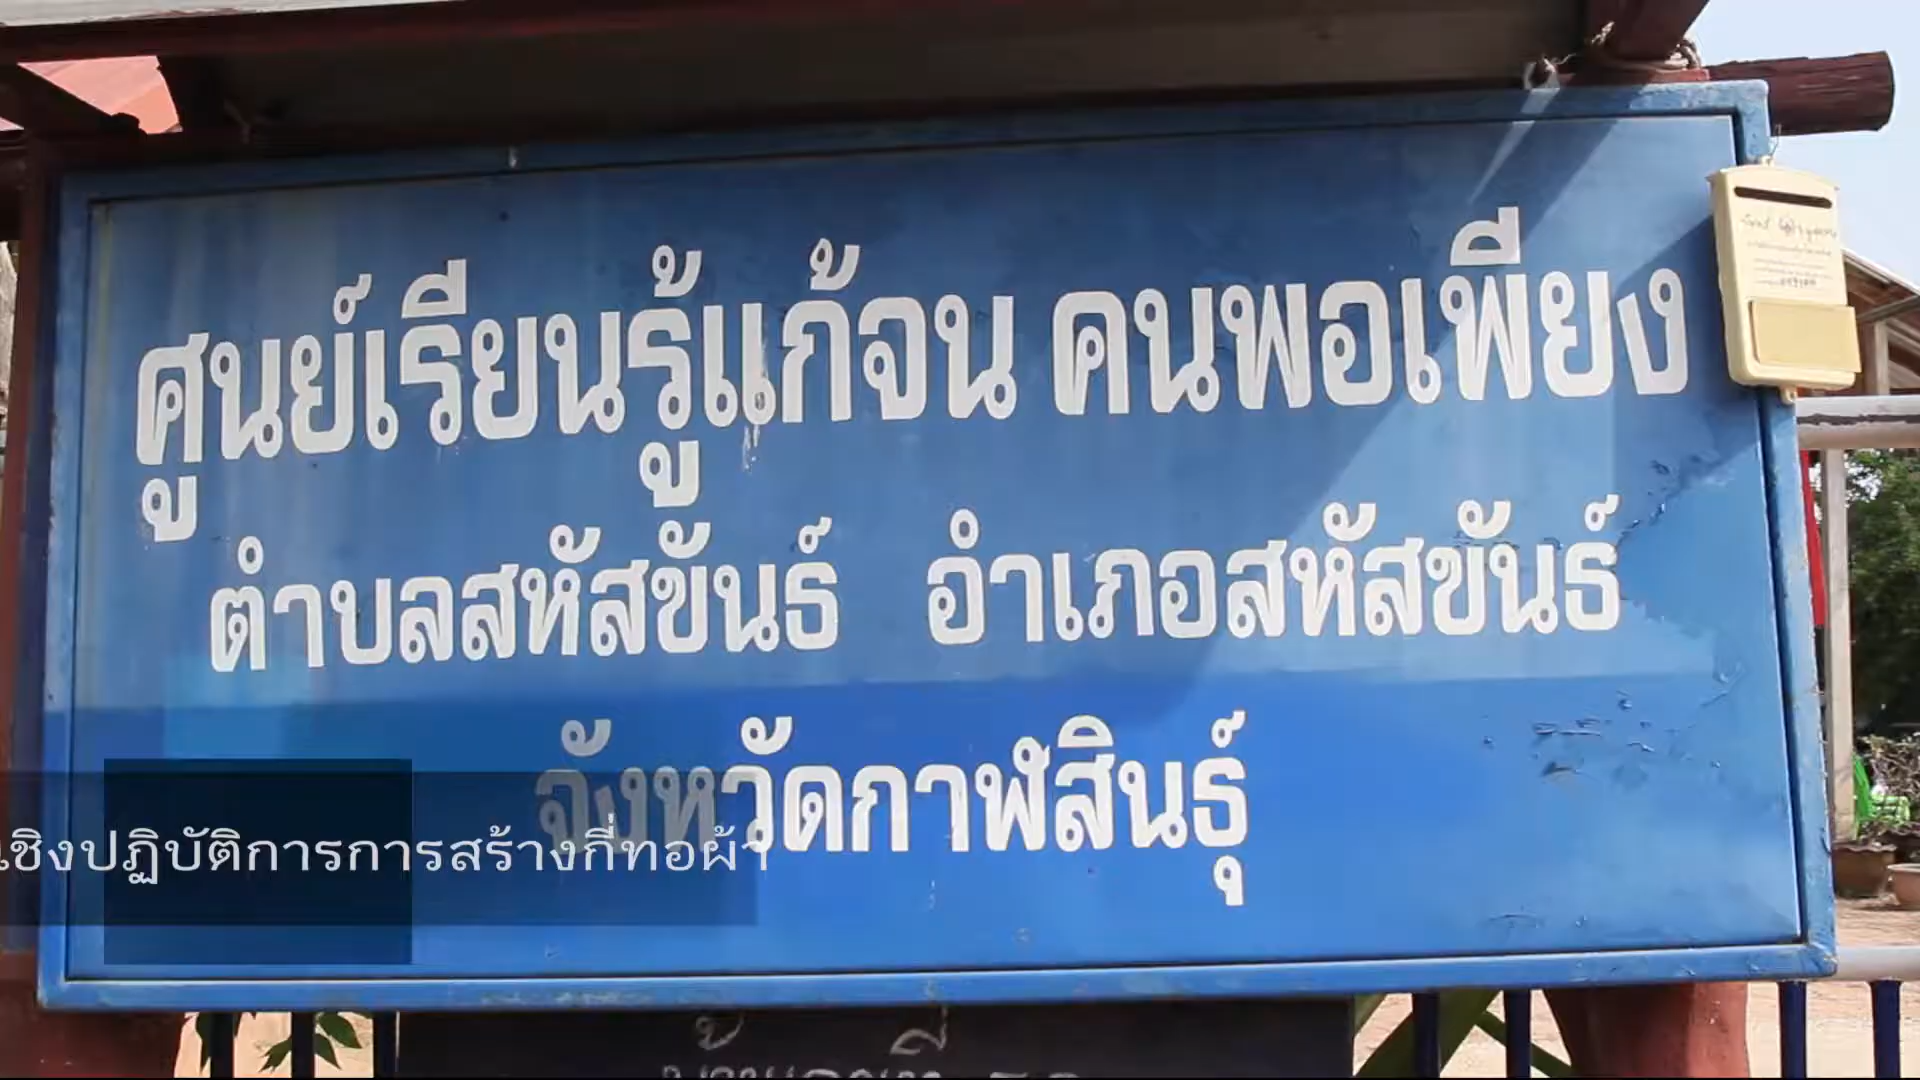 ศูนย์เรียนรู้แก้จน คนพอเพียง
ตำบลสหัสขันธ์ อำเภอสหัสขันธ์
จังหวัดกาฬสินธุ์
เชิงปฏิบัติการการสร้างกี่ทอผ้า